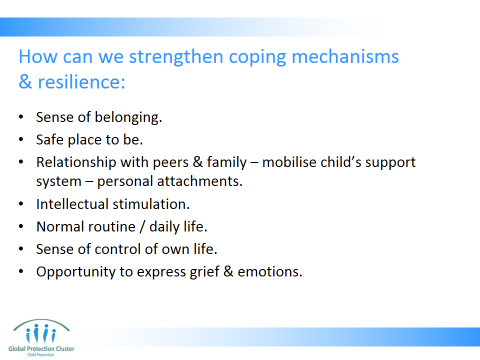 How can we strengthen coping mechanisms
& resilience:
• Sense of belonging.
• Safe place to be.
• Relationship with peers & family – mobilise child's support
system – personal attachments.
• Intellectual stimulation.
• Normal routine / daily life.
• Sense of control of own life.
• Opportunity to express grief & emotions.
Global Protection Cluster
Child Protection